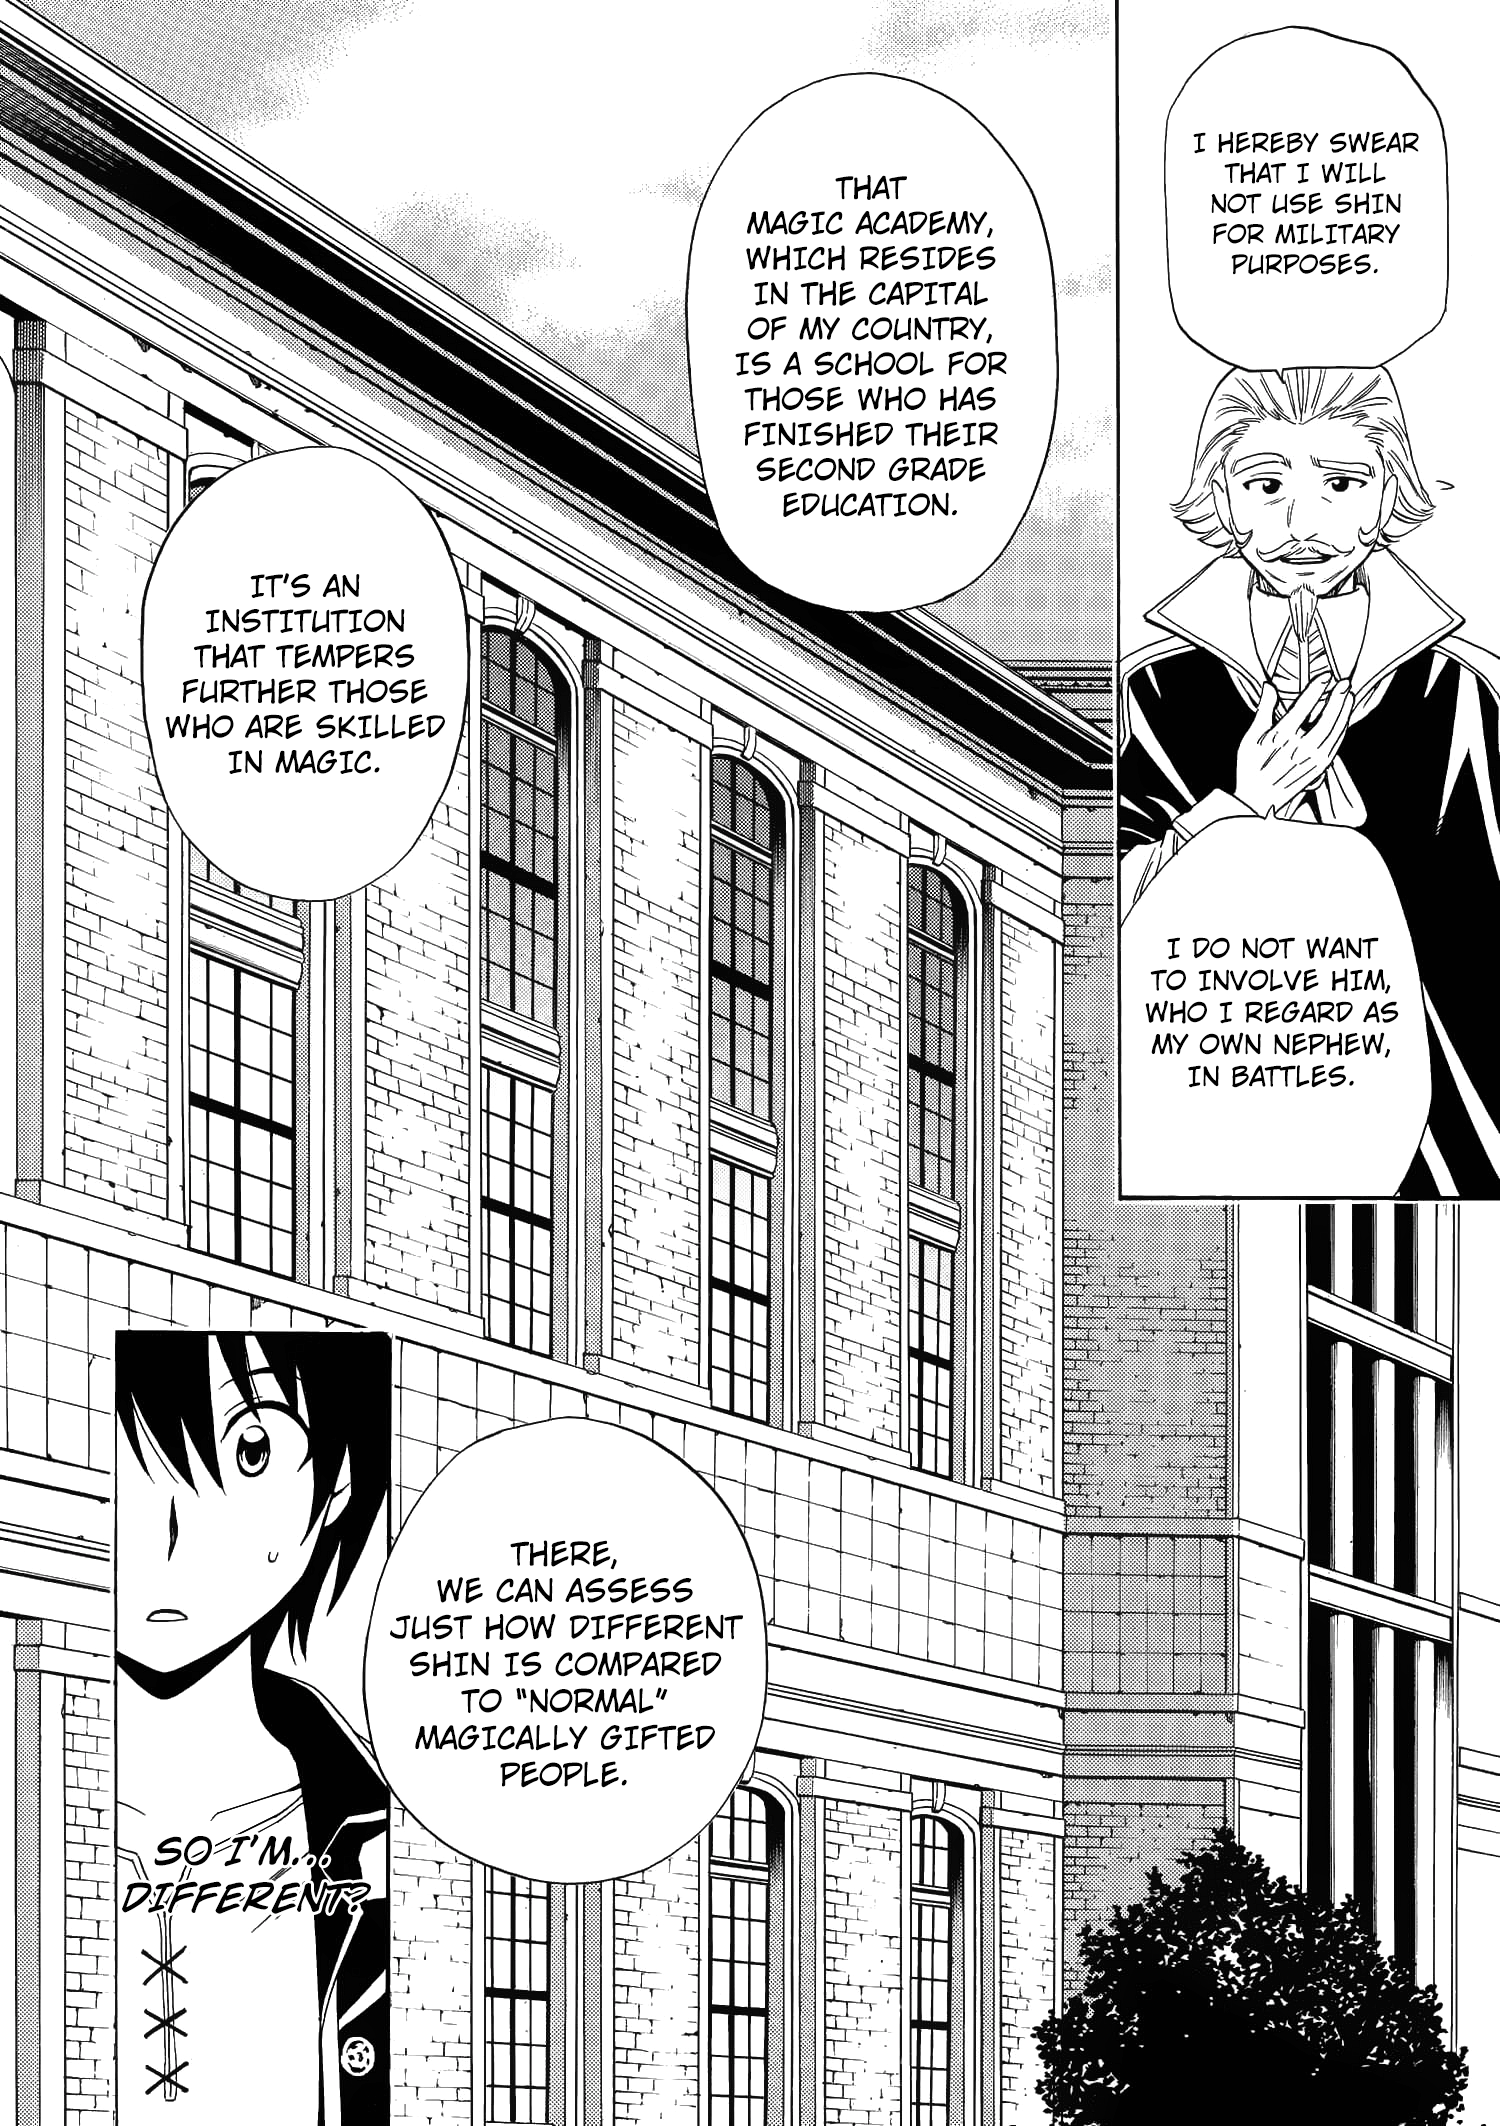 I HEREBY SWEAR
THAT I WILL
NOT USE SHIN
FOR MILITARY
PURPOSES.
I DO NOT WANT
TO INVOLVE HIM,
WHO I REGARD AS
MY OWN NEPHEW,
IN BATTLES.
THAT
MAGIC ACADEMY,
WHICH RESIDES
IN THE CAPITAL
OF MY COUNTRY,
IS A SCHOOL FOR
THOSE WHO HAS
FINISHED THEIR
SECOND GRADE
EDUCATION.
IT'S AN
INSTITUTION
THAT TEMPERS
FURTHER THOSE
WHO ARE SKILLED
IN MAGIC.
THERE,
WE CAN ASSESS
JUST HOW DIFFERENT
SHIN IS COMPARED
TO "NORMAL"
MAGICALLY GIFTED
PEOPLE.
SO I'M...
DIFFERENT?